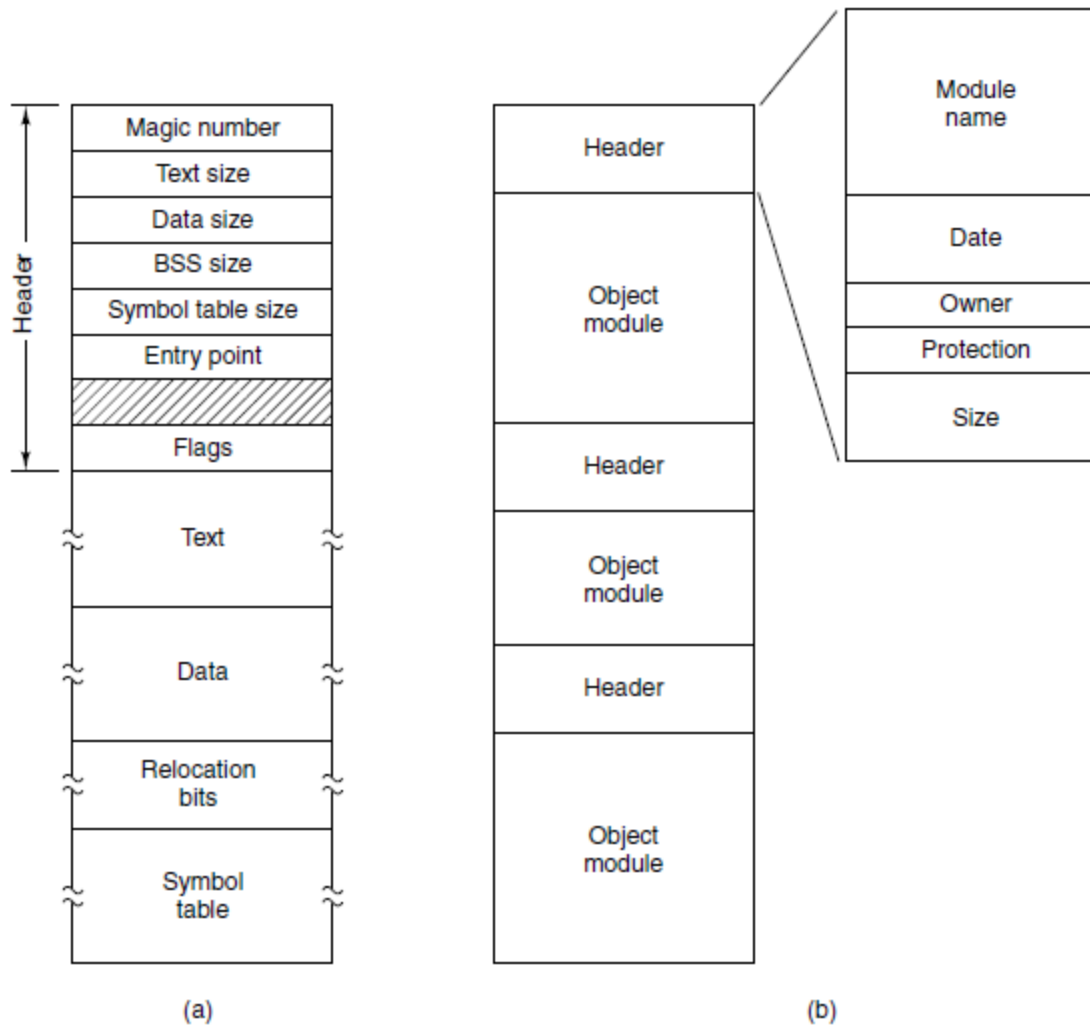 Header
Magic number
Text size
Data size
BSS size
Symbol table size
Entry point
Flags
Text
Data
Relocation
bits
Symbol
table
(a)
Header
Object
module
Header
Object
module
Header
Object
module
Module
name
Date
Owner
Protection
Size
(b)